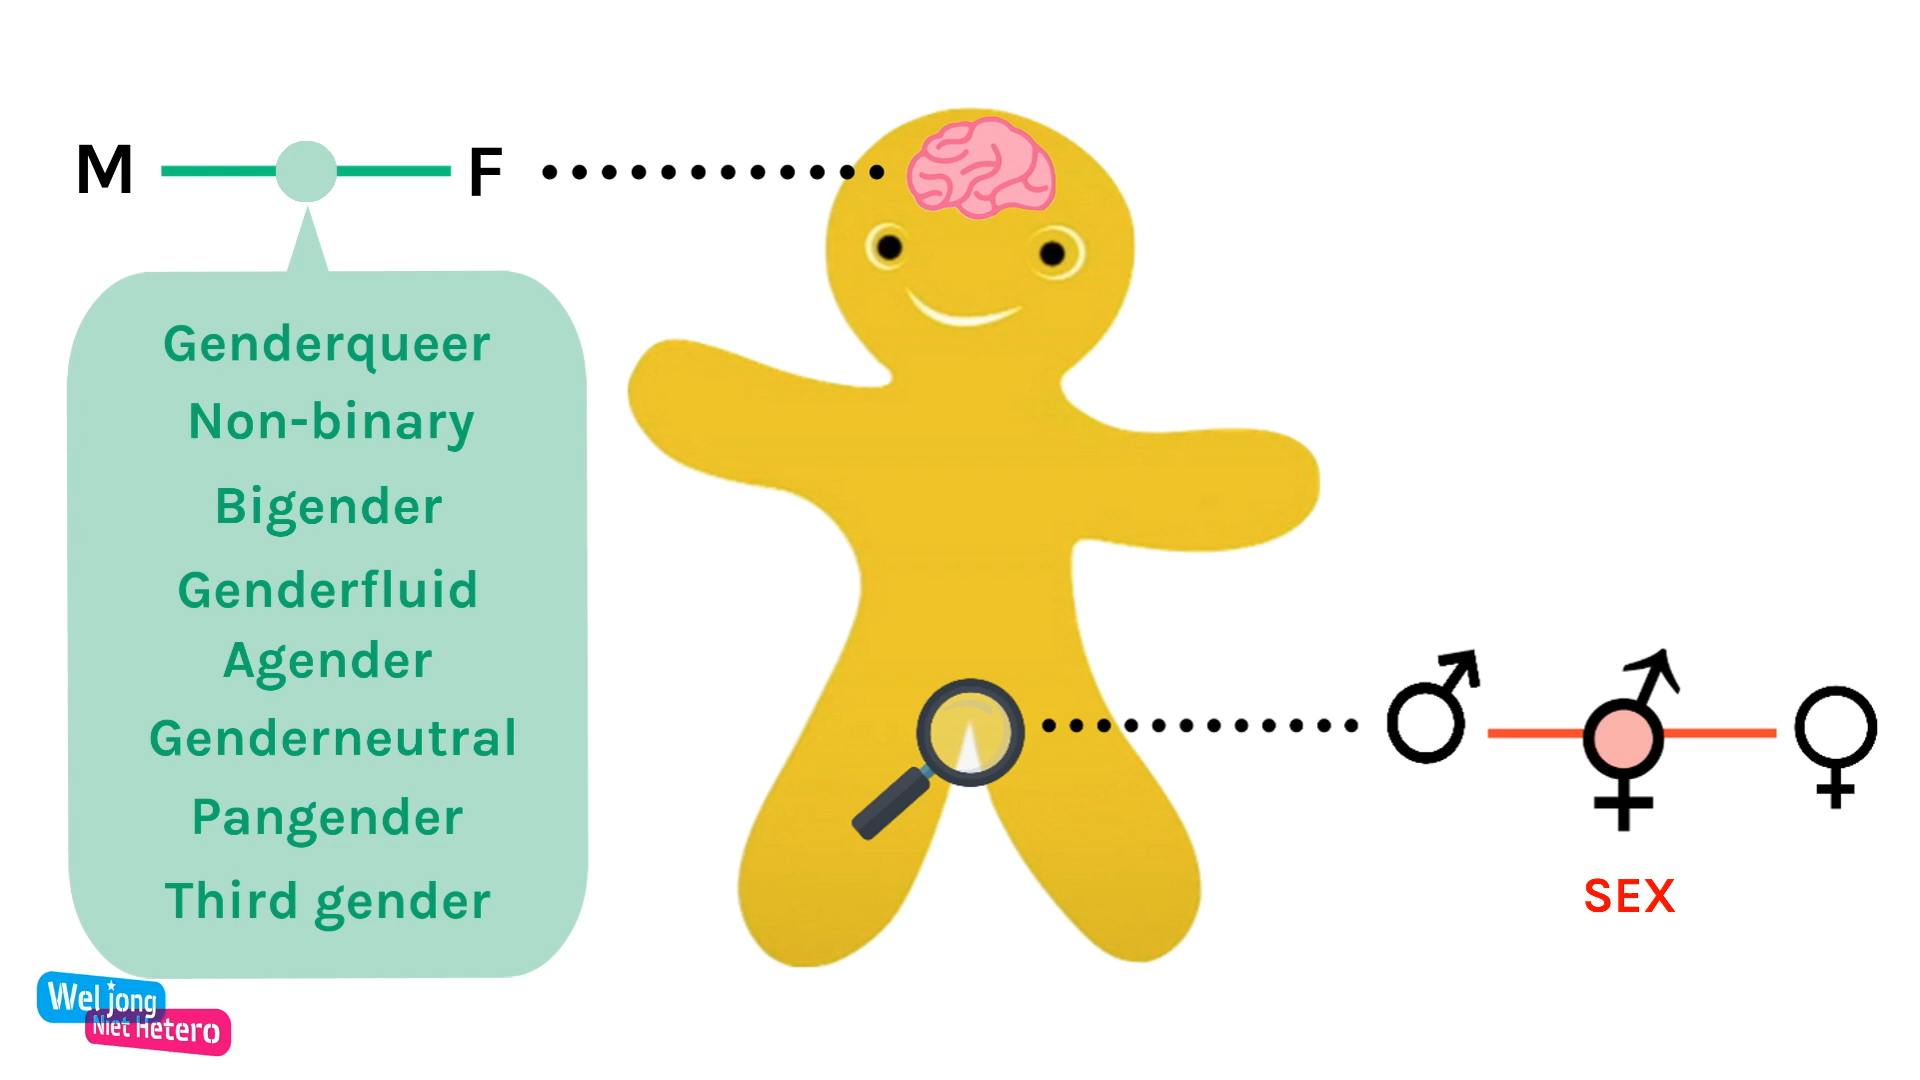 M
F
Genderqueer
Non-binary
Bigender
Genderfluid
Agender
Genderneutral
Pangender
Third gender
SEX
Wel jong
Niet Hetero